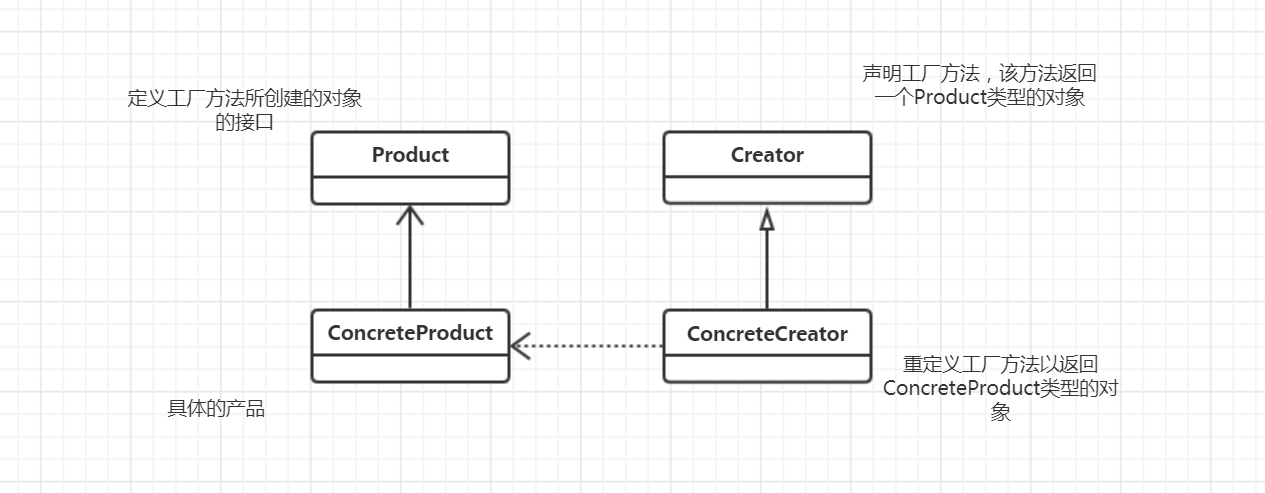 定义工厂方法所创建的对象
的接口
声明工厂方法，该方法返回
一个Product类型的对象
Product
Creator
ConcreteProduct
ConcreteCreator
具体的产品
重定义工厂方法以返回
ConcreteProduct类型的对
象